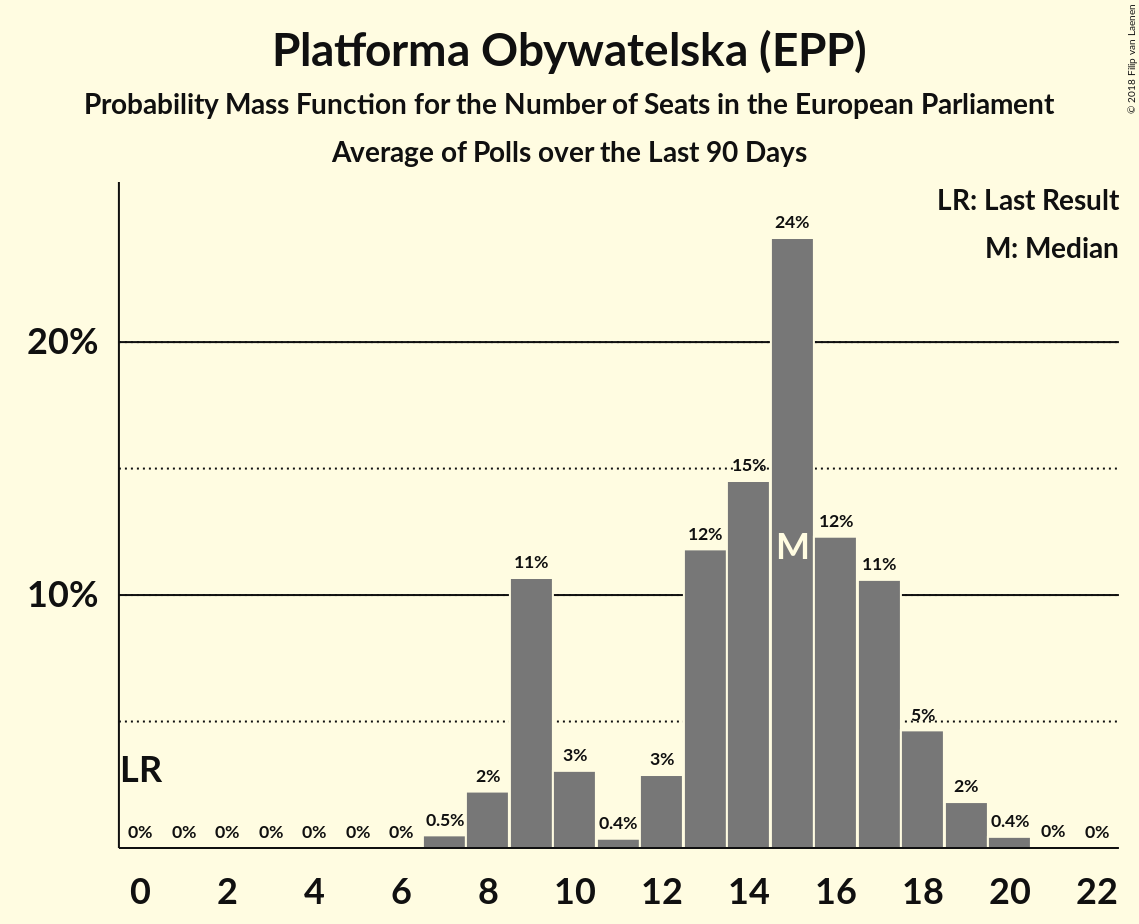 Platforma Obywatelska (EPP)
Probability Mass Function for the Number of Seats in the European Parliament
Average of Polls over the Last 90 Days
© 2018 Filip van Laenen
LR: Last Result
M: Median
24%
20%
15%
12%
12%
11%
11%
10%
M
5%
3%
3%
2%
2%
LR
0% 0% 0% 0% 0% 0% 0% 0.5% 0.4% 0.4% 0% 0%
0 2 4 6 8 10 12 14 16 18 20 22